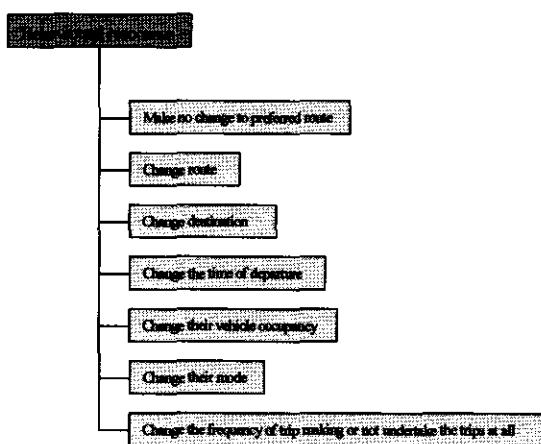 Make no change to preferred route
Change route
Change destination
Change the time of departure
Change their vehicle occupancy
Change their mode
Change the frequency of trip making or not undertake the trips at all